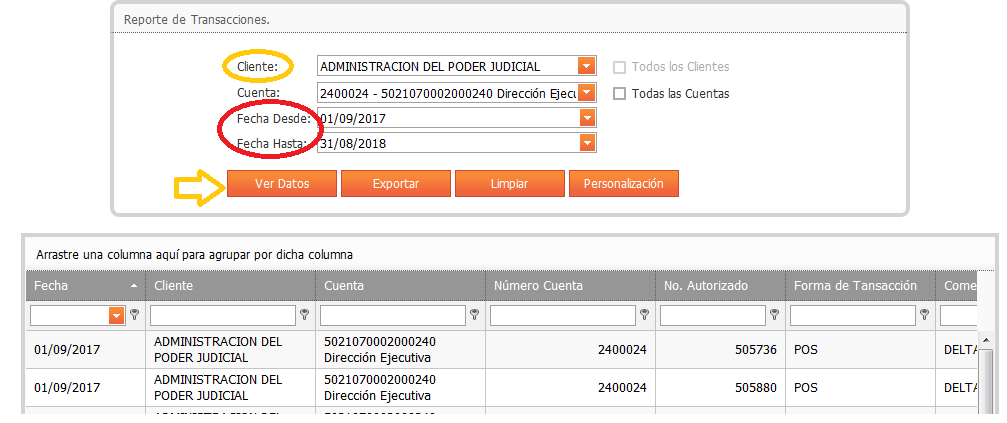 Reporte de Transacciones.
Cliente: ADMINISTRACION DEL PODER JUDICIAL Todos los Clientes
Cuenta: 2400024 - 5021070002000240 Dirección Ejecu Todas las Cuentas
Fecha Desde: 01/09/2017
Fecha Hasta: 31/08/2018
Ver Datos Exportar Limpiar Personalización
Arrastre una columna aquí para agrupar por dicha columna
Fecha Cliente Cuenta Número Cuenta No. Autorizado Forma de Tansacción Come
01/09/2017 ADMINISTRACION DEL PODER JUDICIAL 5021070002000240 Dirección Ejecutiva 2400024 505736 POS DELTA
01/09/2017 ADMINISTRACION DEL PODER JUDICIAL 5021070002000240 Dirección Ejecutiva 2400024 505880 POS DELTA